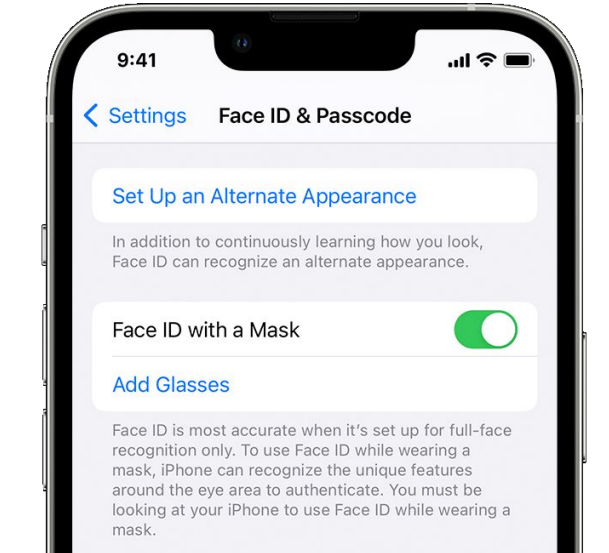 9:41
Settings Face ID & Passcode
Set Up an Alternate Appearance
In addition to continuously learning how you look,
Face ID can recognize an alternate appearance.
Face ID with a Mask
Add Glasses
Face ID is most accurate when it's set up for full-face
recognition only. To use Face ID while wearing a
mask, iPhone can recognize the unique features
around the eye area to authenticate. You must be
looking at your iPhone to use Face ID while wearing a
mask.